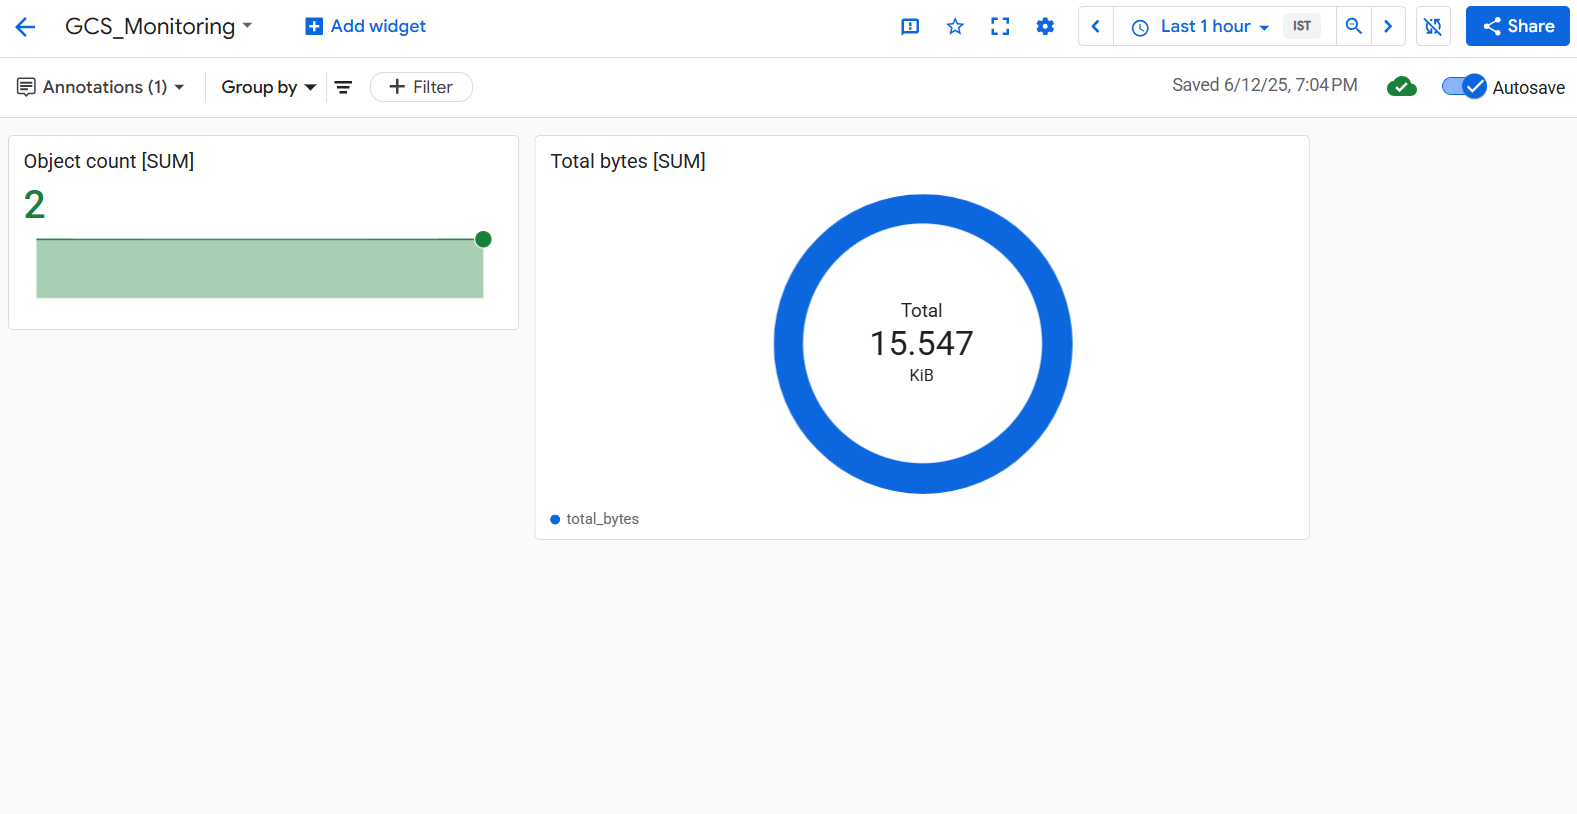 GCS_Monitoring
Add widget
Last 1 hour
IST
Share
Annotations (1)
Group by
Filter
Saved 6/12/25, 7:04 PM
Autosave
Object count [SUM]
2
Total bytes [SUM]
Total
15.547
KiB
total_bytes